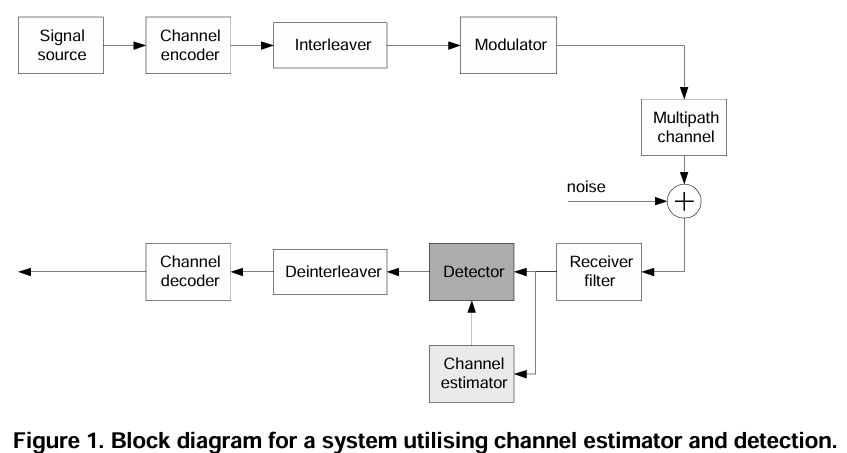 Signal
source
Channel
encoder
Interleaver
Modulator
Multipath
channel
noise
+
Receiver
filter
Detector
Deinterleaver
Channel
decoder
Channel
estimator
Figure 1. Block diagram for a system utilising channel estimator and detection.